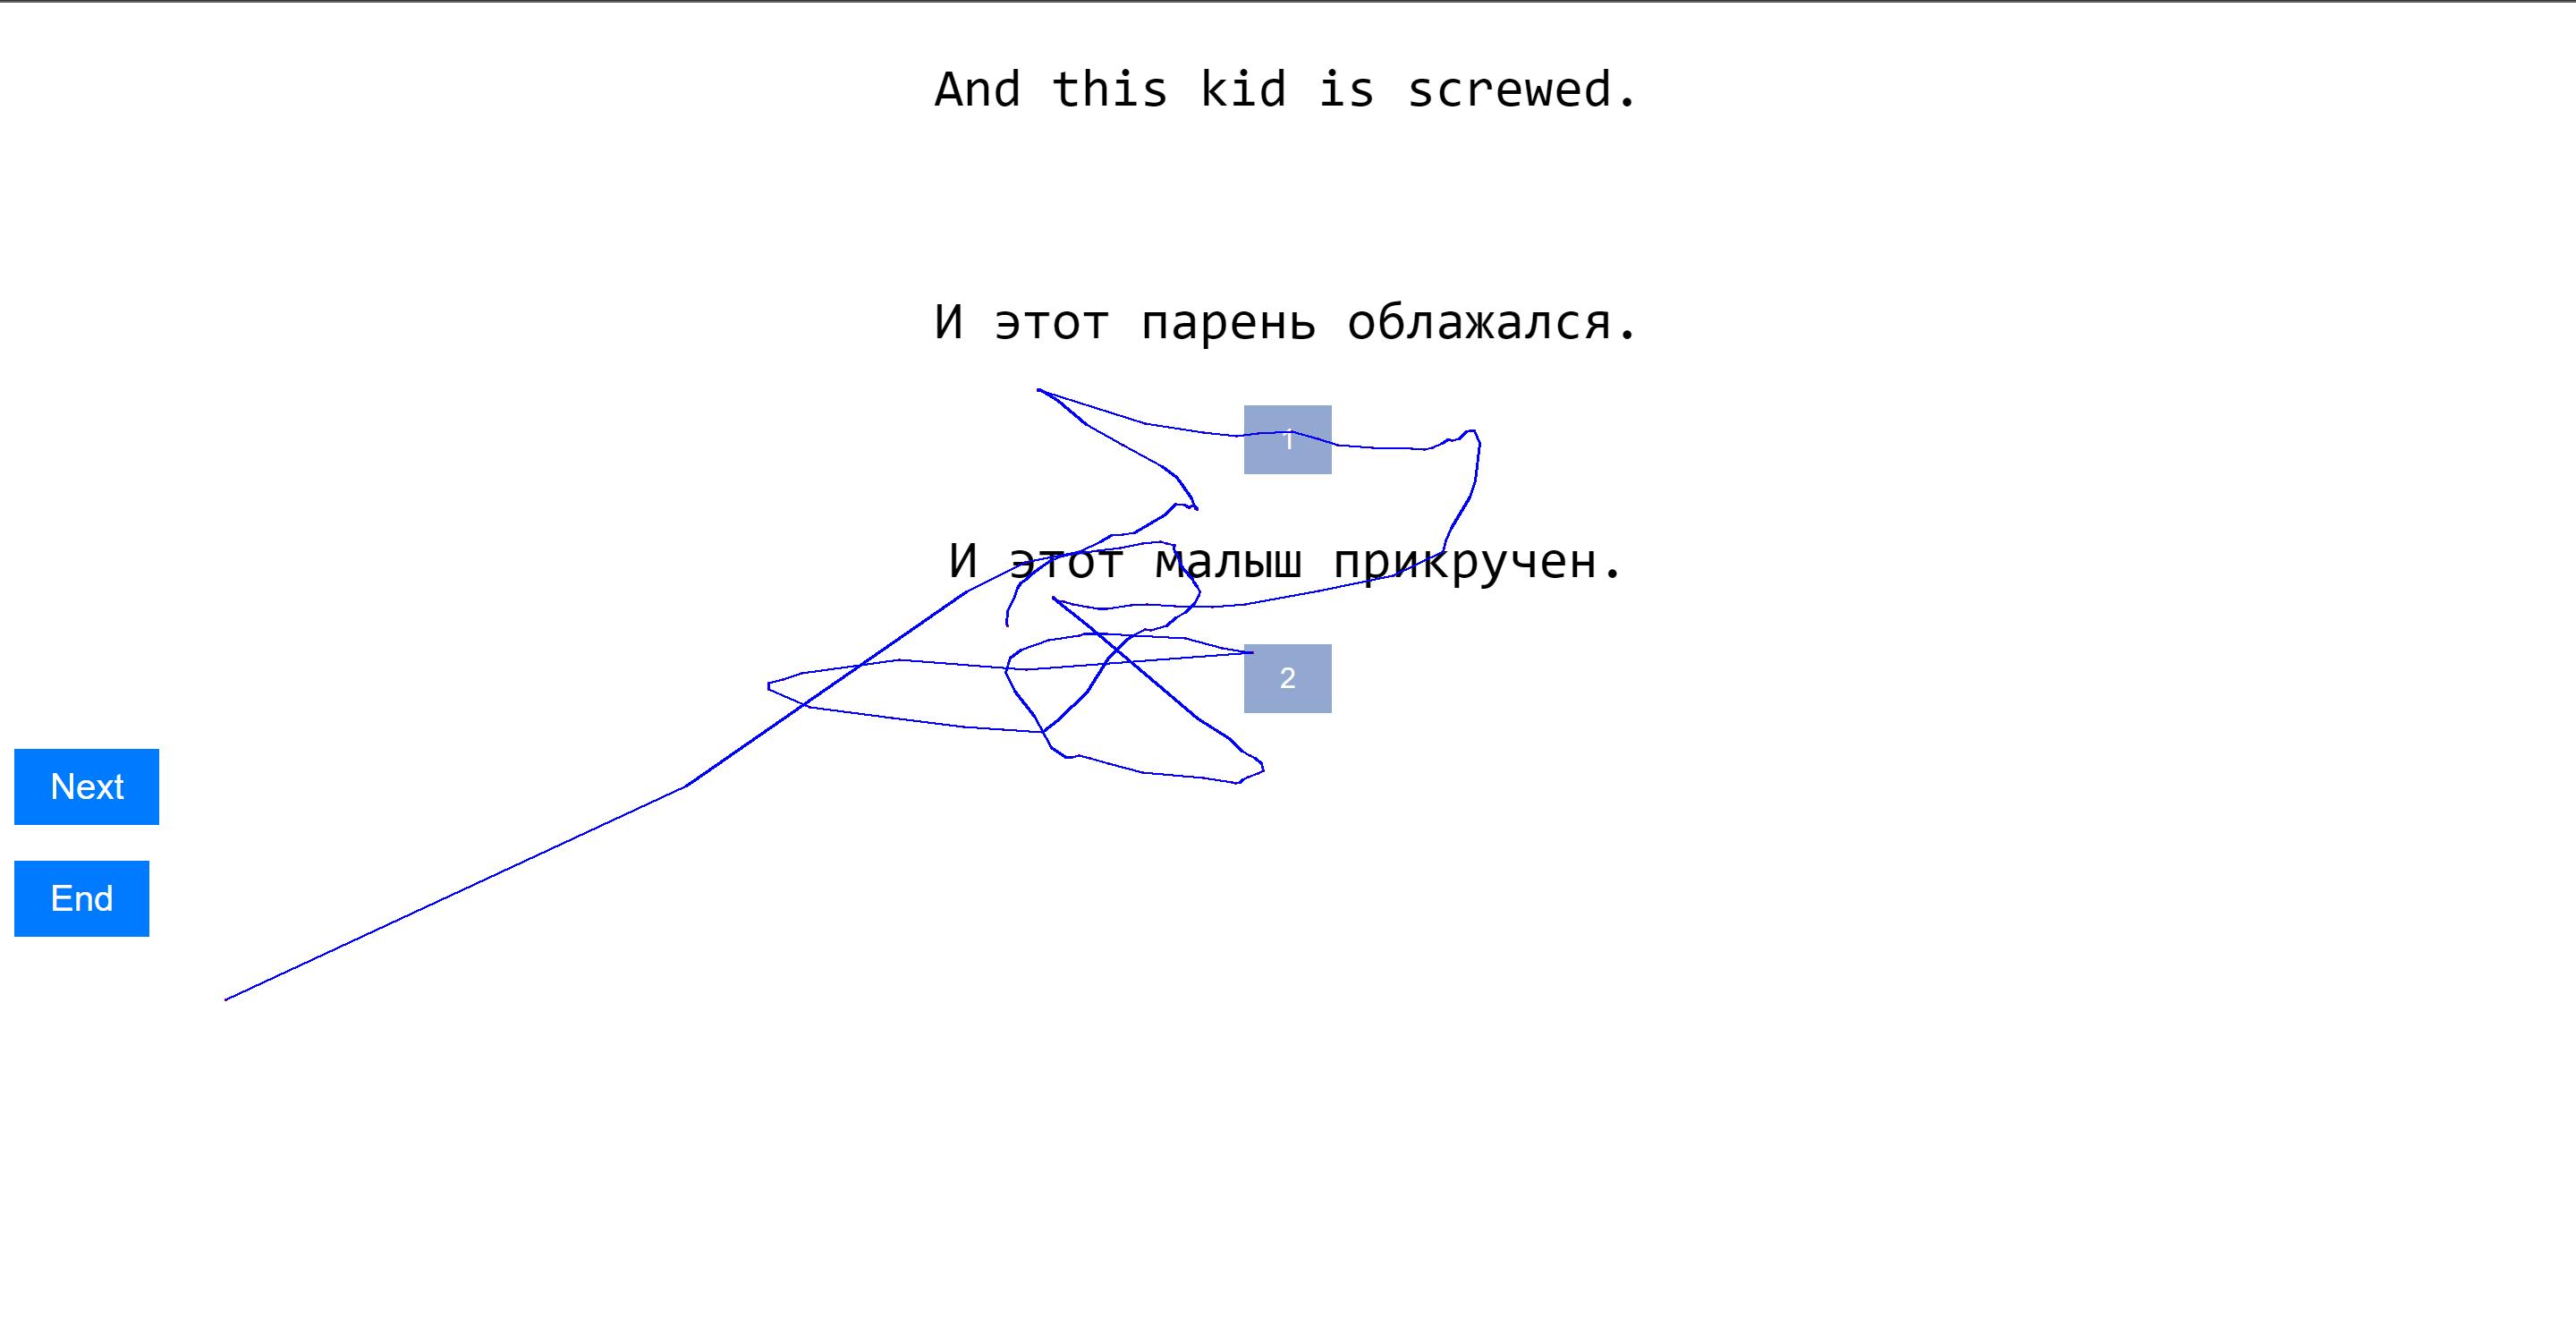 And this kid is screwed.
И этот парень облажался.
1
И этот малыш прикручен.
2
Next
End